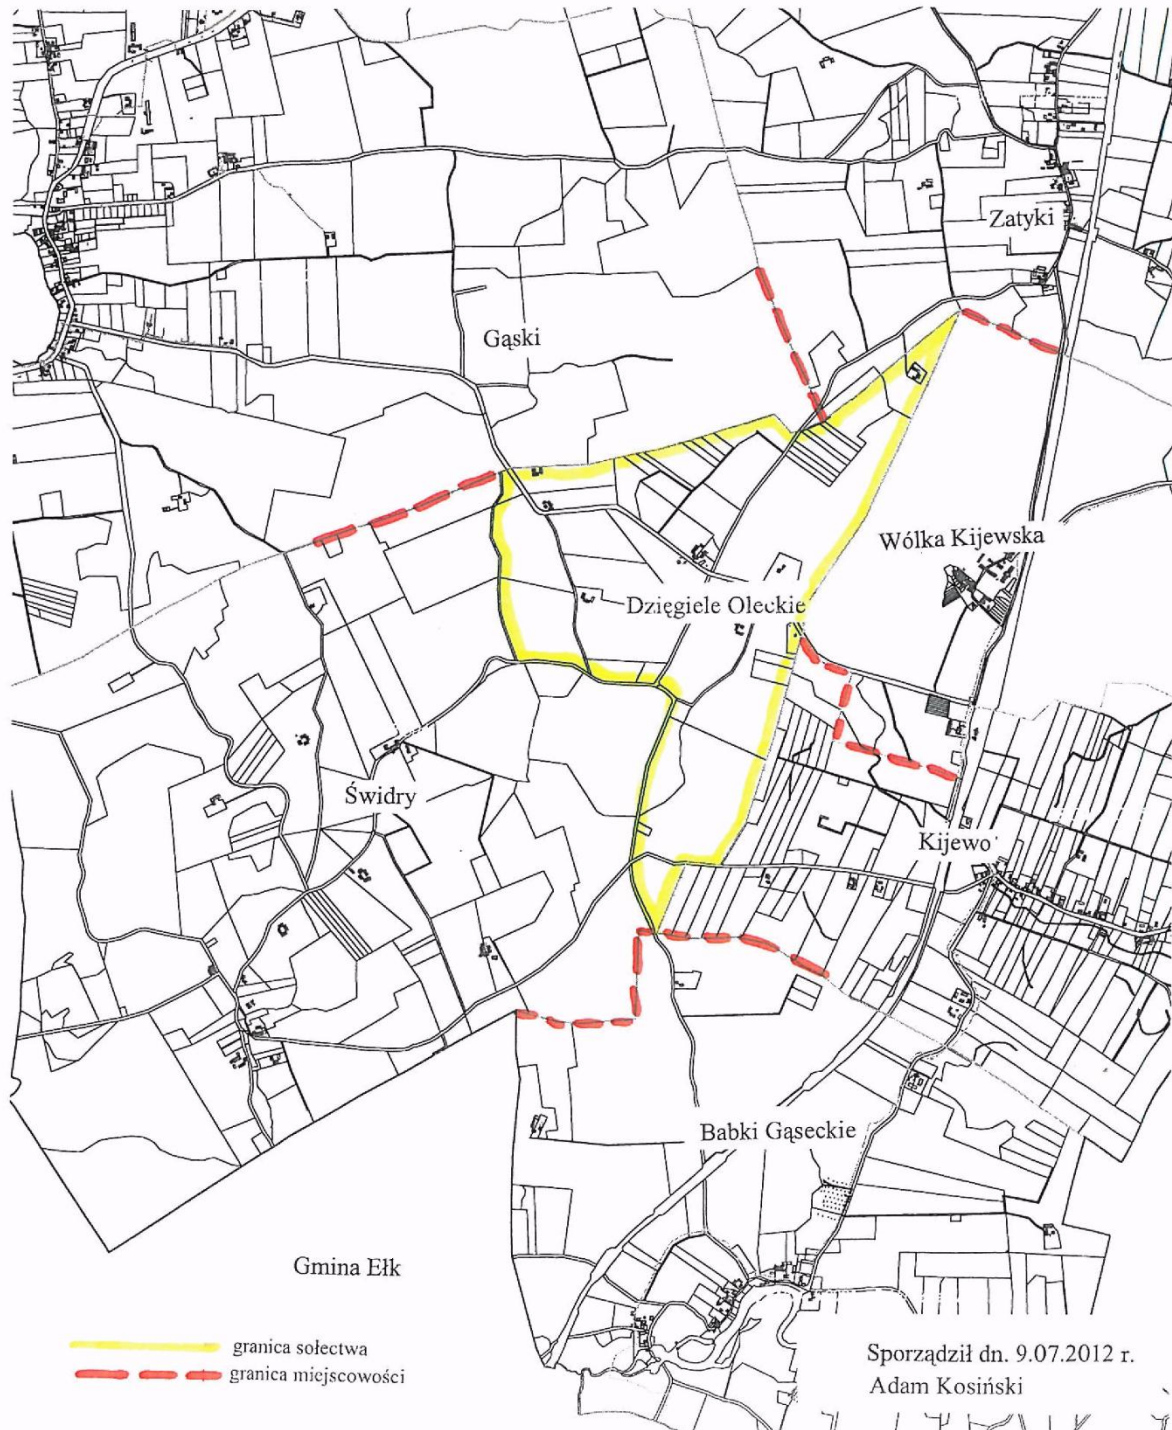 Zatyki
Gąski
Wólka Kijewska
Dzięgiele Oleckie
Świdry
Kijewo
Babki Gąseckie
Gmina Ełk
granica sołectwa
granica miejscowości
Sporządził dn. 9.07.2012 r.
Adam Kosiński